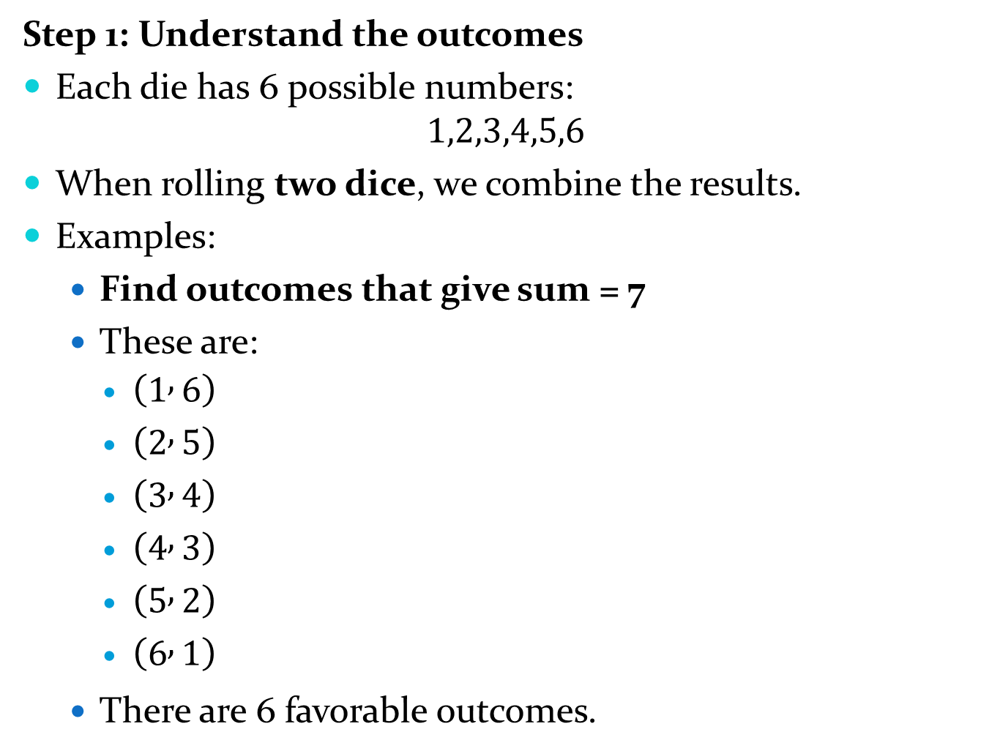 Step 1: Understand the outcomes
• Each die has 6 possible numbers:
1,2,3,4,5,6
• When rolling two dice, we combine the results.
• Examples:
• Find outcomes that give sum = 7
• These are:
• (1, 6)
• (2, 5)
• (3, 4)
• (4, 3)
• (5, 2)
• (6, 1)
• There are 6 favorable outcomes.